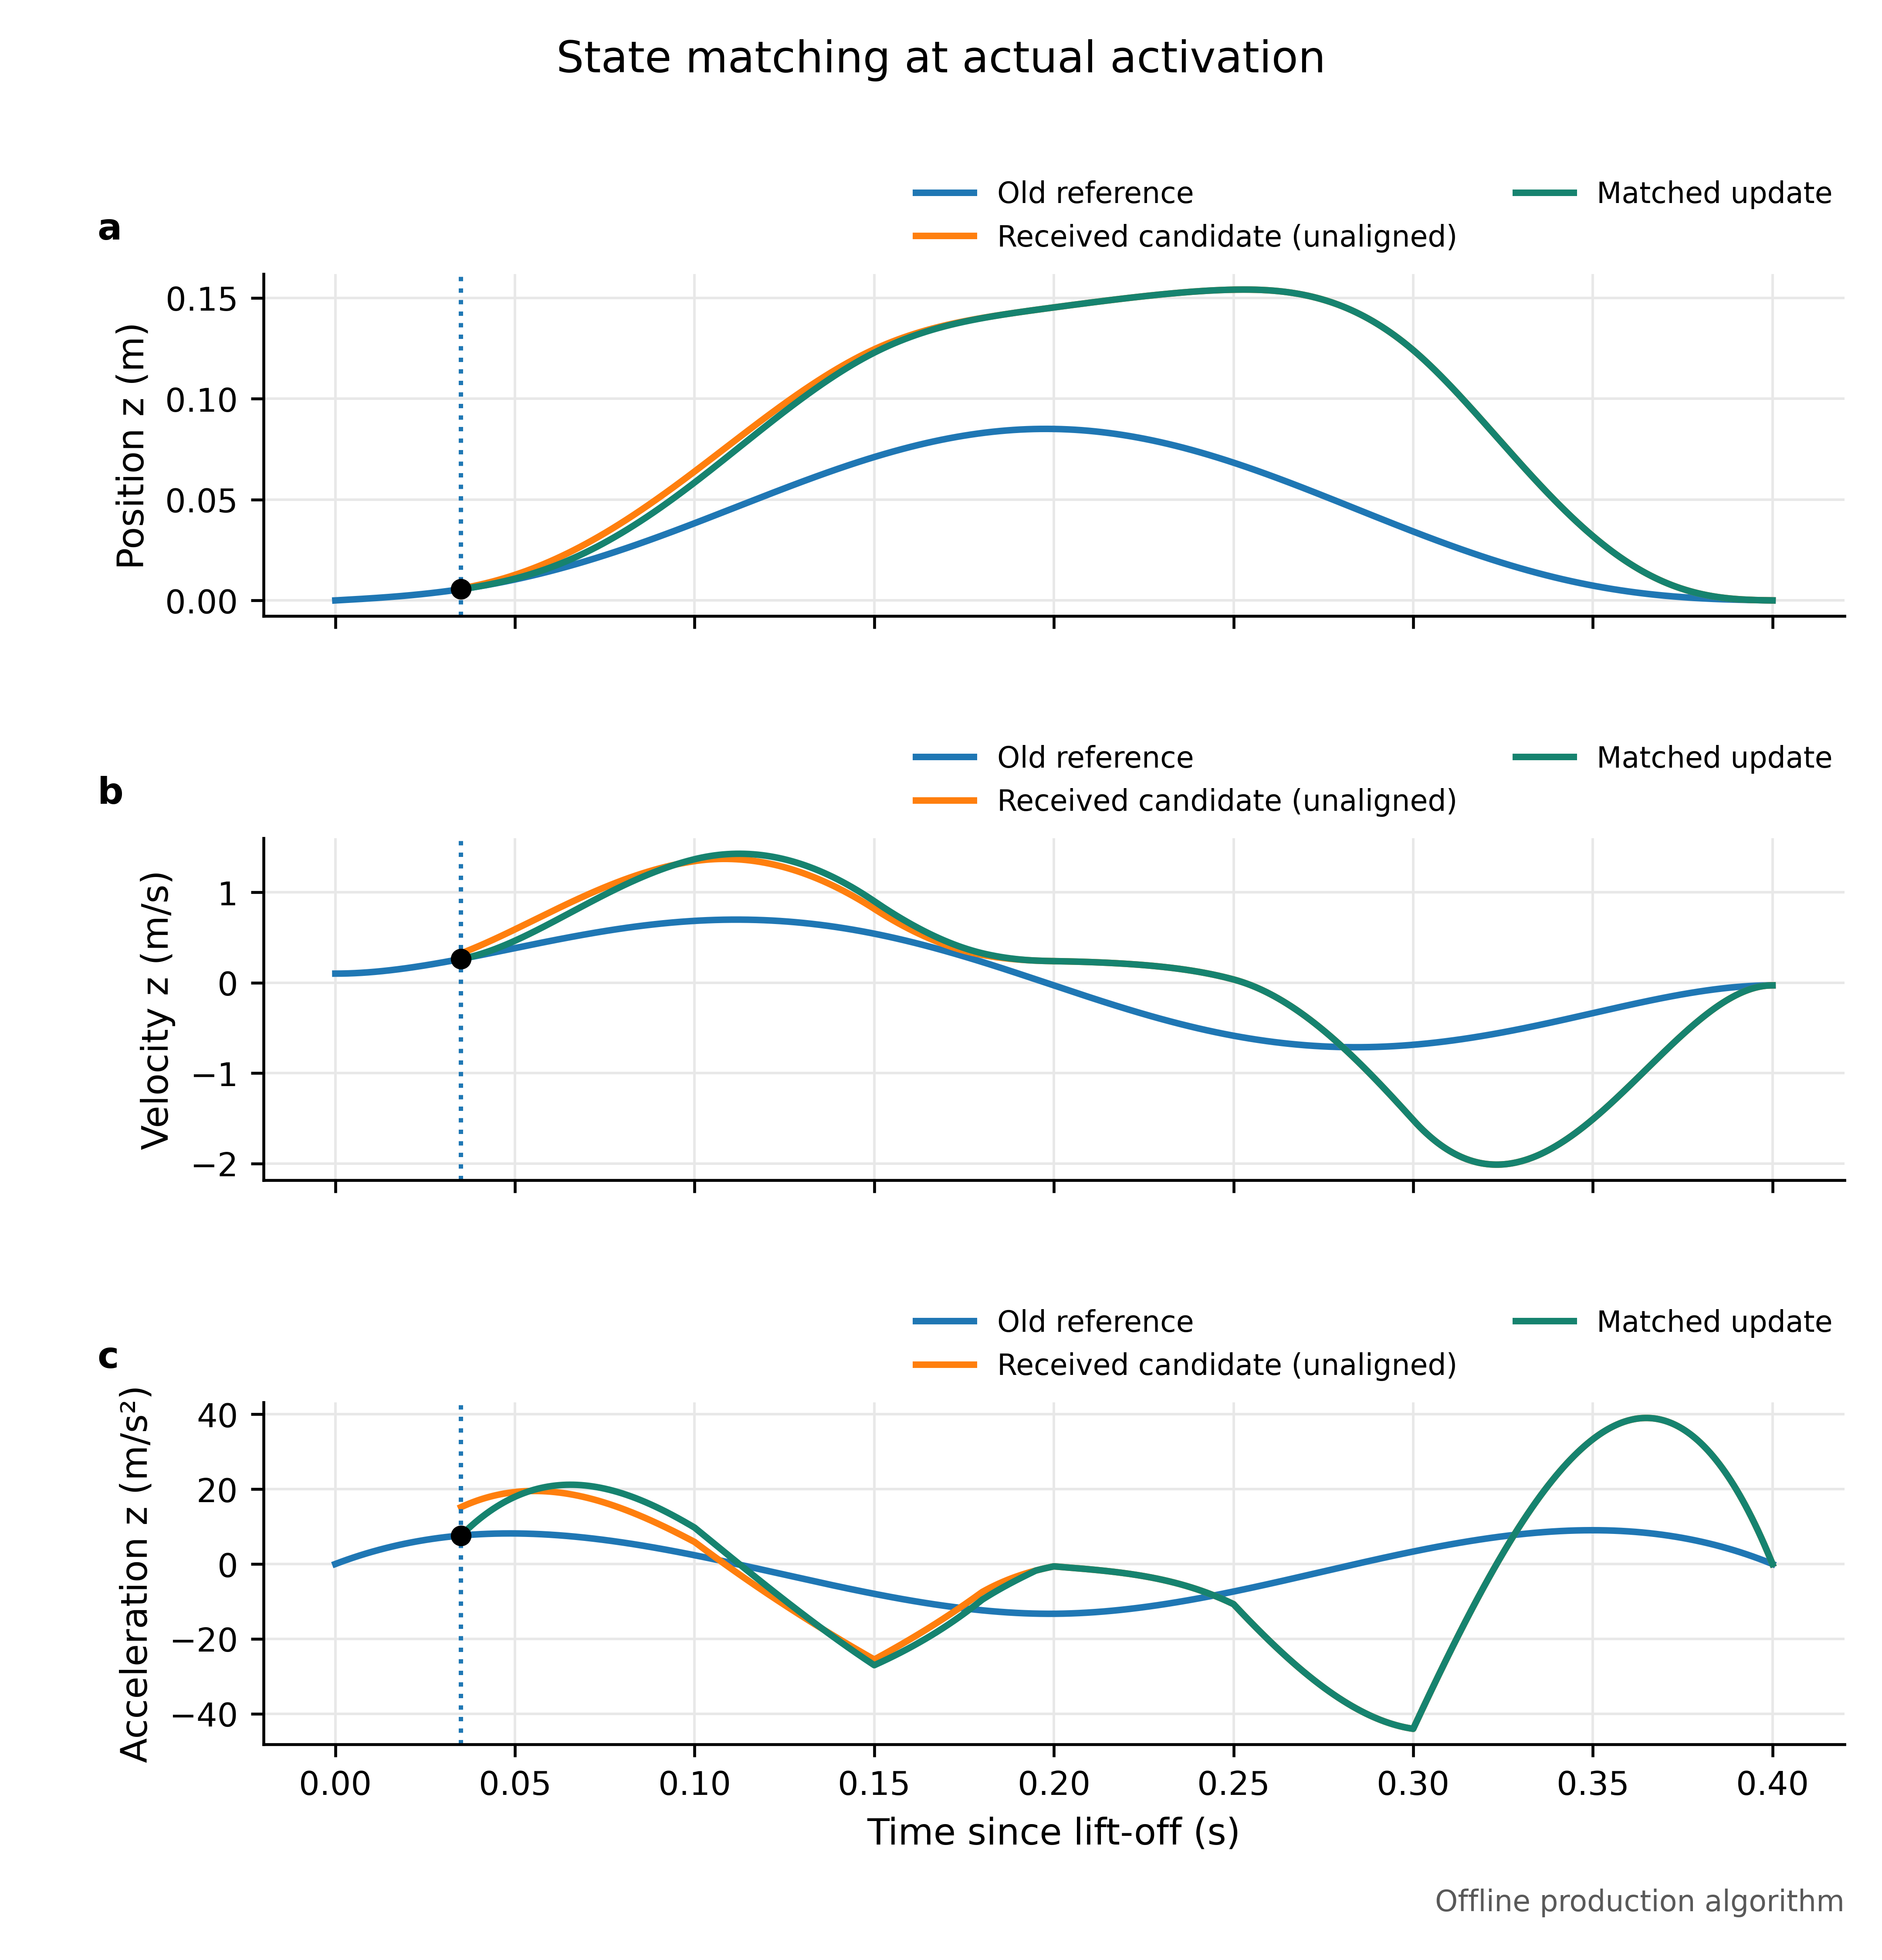 State matching at actual activation
a
Old reference
Received candidate (unaligned)
Matched update
Position z (m)
0.15
0.10
0.05
0.00
b
Old reference
Received candidate (unaligned)
Matched update
Velocity z (m/s)
1
0
−1
−2
c
Old reference
Received candidate (unaligned)
Matched update
Acceleration z (m/s²)
40
20
0
−20
−40
0.00 0.05 0.10 0.15 0.20 0.25 0.30 0.35 0.40
Time since lift-off (s)
Offline production algorithm